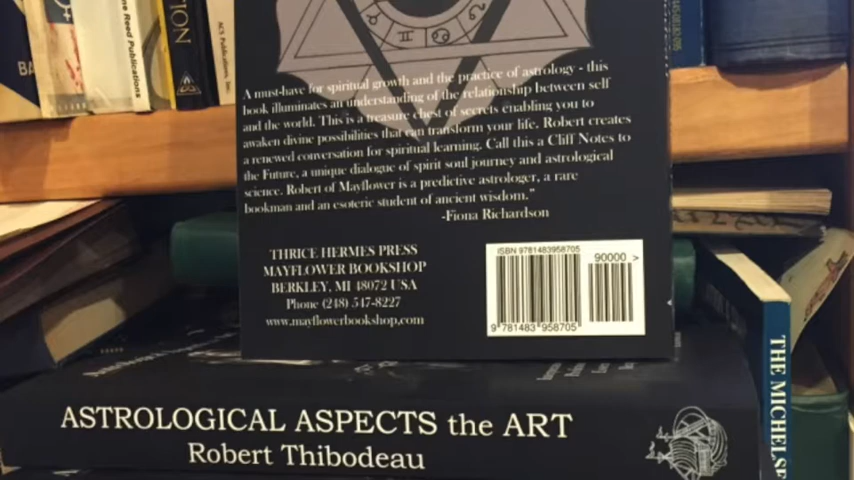 Reed Publications
ACS Publications, Inc.
A must-have for spiritual growth and the practice of astrology - this
book illuminates an understanding of the relationship between self
and the world. This is a treasure chest of secrets enabling you to
awaken divine possibilities that can transform your life. Robert creates
a renewed conversation for spiritual learning. Call this a Cliff Notes to
the Future, a unique dialogue of spirit soul journey and astrological
science. Robert of Mayflower is a predictive astrologer, a rare
bookman and an esoteric student of ancient wisdom."
-Fiona Richardson
THRICE HERMES PRESS
MAYFLOWER BOOKSHOP
BERKLEY, MI 48072 USA
Phone (248) 547-8227
www.mayflowerbookshop.com
ISBN 9781483958705
90000 >
9 781483 958705
THE MICHELSE
ASTROLOGICAL ASPECTS the ART
Robert Thibodeau